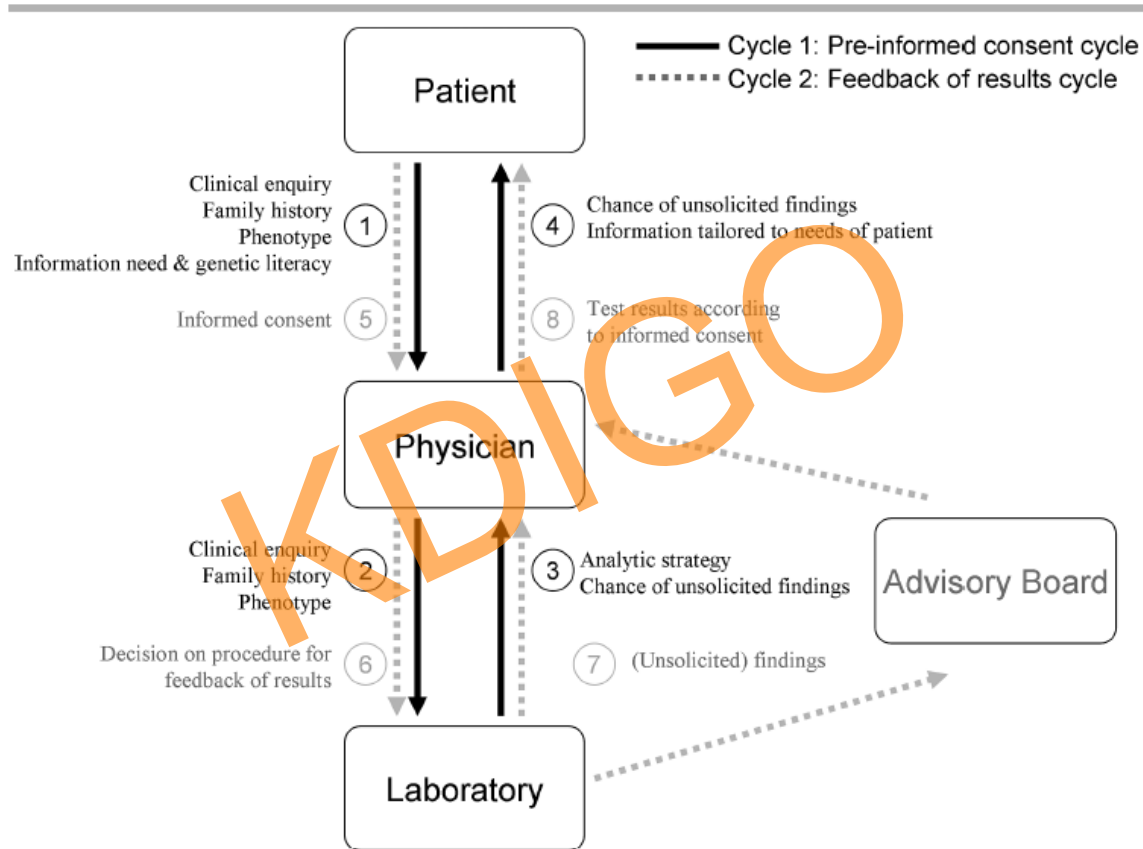 Patient
Cycle 1: Pre-informed consent cycle
Cycle 2: Feedback of results cycle
Clinical enquiry
Family history
Phenotype
Information need & genetic literacy
1
4
Chance of unsolicited findings
Information tailored to needs of patient
Informed consent
5
8
Test results according
to informed consent
Physician
Clinical enquiry
Family history
Phenotype
2
3
Analytic strategy
Chance of unsolicited findings
Advisory Board
Decision on procedure for
feedback of results
6
7
(Unsolicited) findings
Laboratory
KDIGO